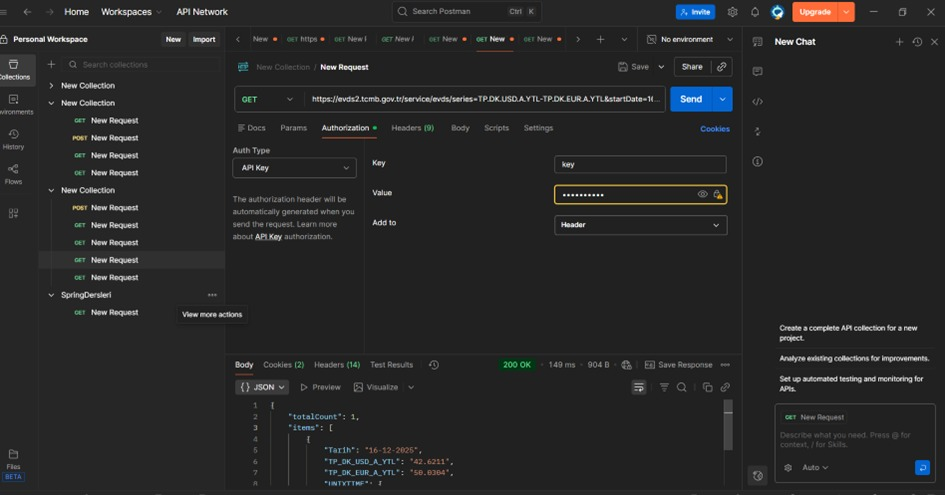 Home Workspaces API Network Search Postman Ctrl K Invite Upgrade
Personal Workspace New Import
New GET https GET New GET New GET New GET New GET New No environment
New Chat
Search collections
New Collection / New Request Save Share
Collections
New Collection
New Collection
GET https://evds2.tcmb.gov.tr/service/evds/series=TP.DK.USD.A.YTL-TP.DK.EUR.A.YTL&startDate=1(... Send
GET New Request
POST New Request
GET New Request
GET New Request
Docs Params Authorization Headers (9) Body Scripts Settings Cookies
History
Flows
New Collection
POST New Request
GET New Request
GET New Request
GET New Request
GET New Request
SpringDersleri
View more actions
GET New Request
Auth Type
API Key
The authorization header will be
automatically generated when you
send the request. Learn more
about API Key authorization.
Key key
Value ••••••••••
Add to Header
Body Cookies (2) Headers (14) Test Results 200 OK • 149 ms • 904 B Save Response
{} JSON Preview Visualize
1 {
2 "totalCount": 1,
3 "items": [
4 {
5 "Tarih": "16-12-2025",
6 "TP_DK_USD_A_YTL": "42.6211",
7 "TP_DK_EUR_A_YTL": "50.0304",
8 "UNIXTIME": {
Create a complete API collection for a new
project.
Analyze existing collections for improvements.
Set up automated testing and monitoring for
APIs.
GET New Request
Describe what you need. Press @ for
context, / for Skills.
Auto
Files
BETA